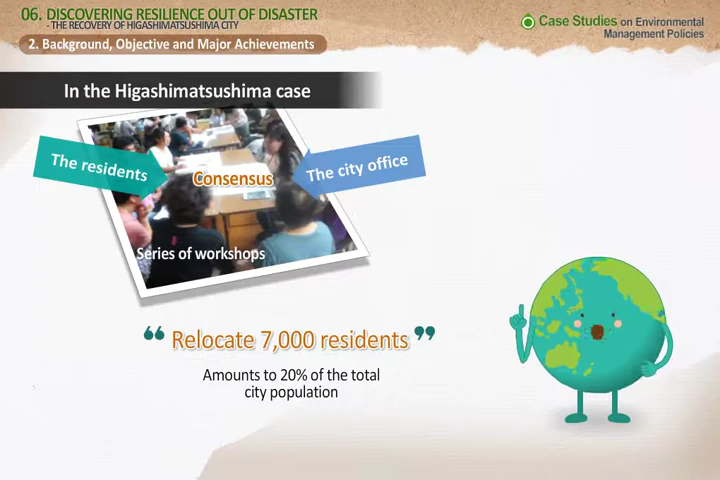 06. DISCOVERING RESILIENCE OUT OF DISASTER
- THE RECOVERY OF HIGASHIMATSUSHIMA CITY
Case Studies on Environmental
Management Policies
2. Background, Objective and Major Achievements
In the Higashimatsushima case
The residents
Consensus
The city office
Series of workshops
“ Relocate 7,000 residents ”
Amounts to 20% of the total
city population